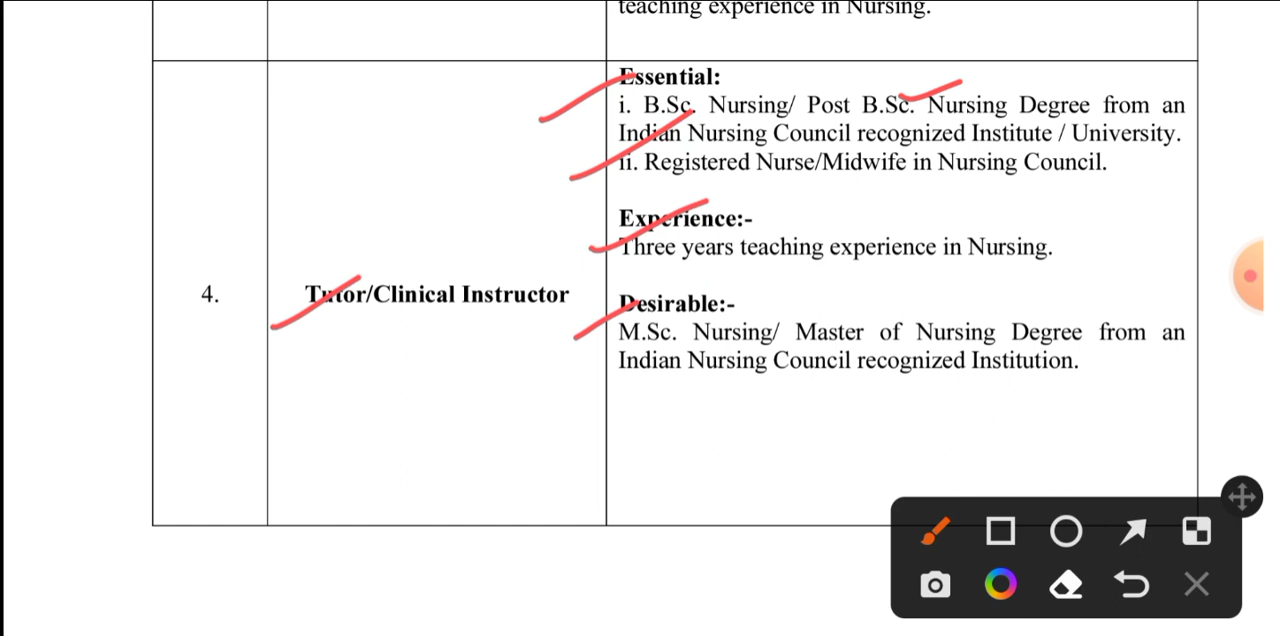 teaching experience in Nursing.
Essential:
i. B.Sc. Nursing/ Post B.Sc. Nursing Degree from an
Indian Nursing Council recognized Institute / University.
ii. Registered Nurse/Midwife in Nursing Council.
Experience:-
Three years teaching experience in Nursing.
4.
Tutor/Clinical Instructor
Desirable:-
M.Sc. Nursing/ Master of Nursing Degree from an
Indian Nursing Council recognized Institution.